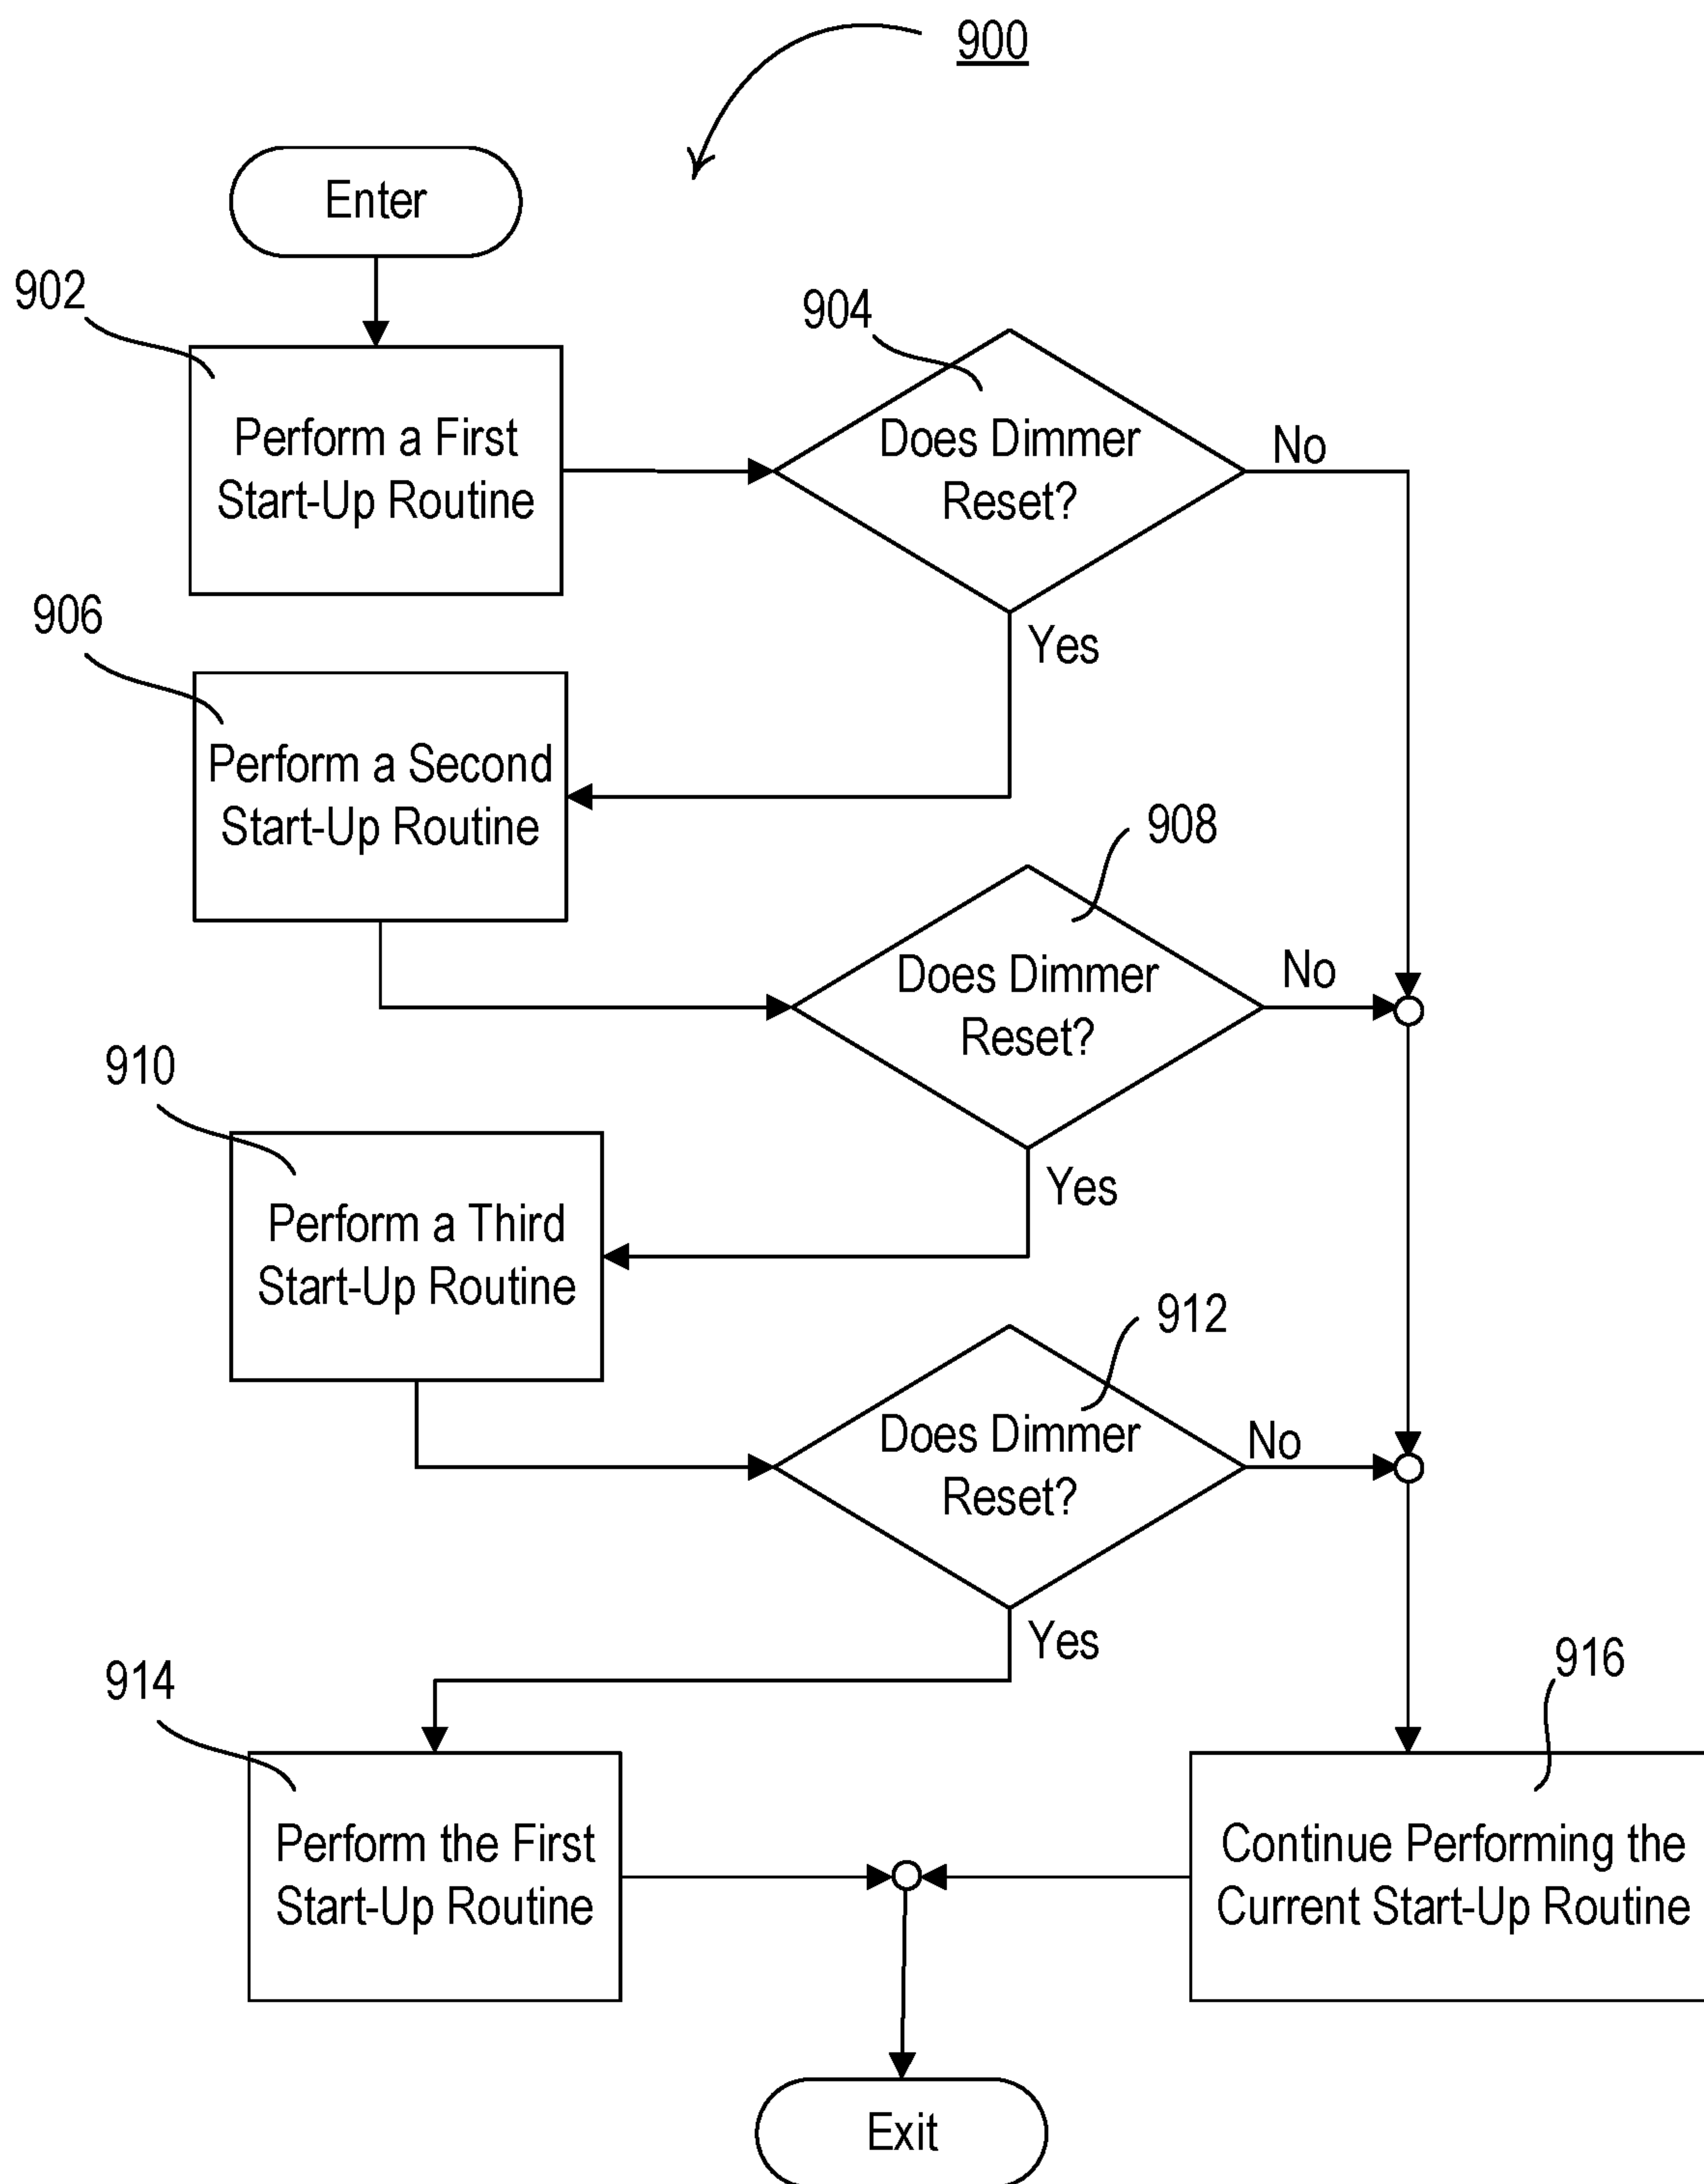 900
Enter
902
904
Perform a First
Start-Up Routine
Does Dimmer
Reset?
No
Yes
906
Perform a Second
Start-Up Routine
908
Does Dimmer
Reset?
No
Yes
910
Perform a Third
Start-Up Routine
912
Does Dimmer
Reset?
No
Yes
914
916
Perform the First
Start-Up Routine
Continue Performing the
Current Start-Up Routine
Exit